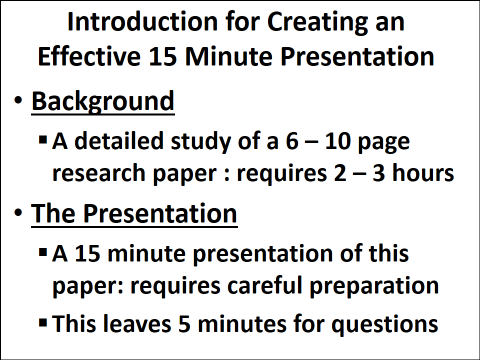 Introduction for Creating an
Effective 15 Minute Presentation
• Background
▪ A detailed study of a 6 – 10 page
research paper : requires 2 – 3 hours
• The Presentation
▪ A 15 minute presentation of this
paper: requires careful preparation
▪ This leaves 5 minutes for questions